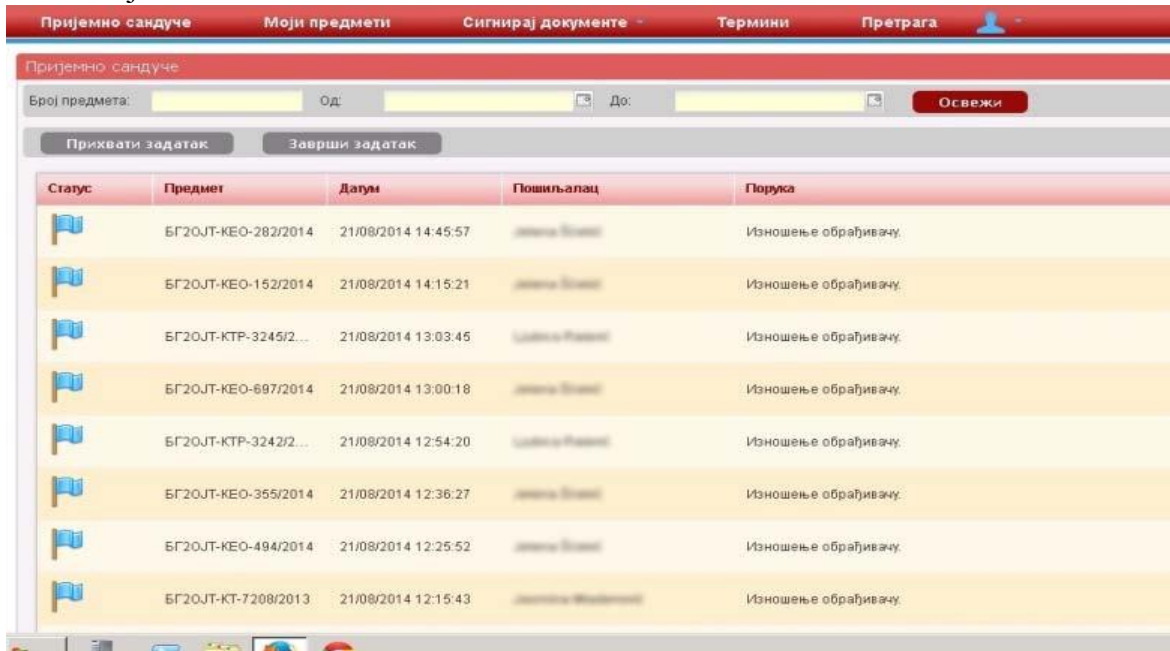 Пријемно сандуче Моји предмети Сигнирај документе Термини Претрага
Пријемно сандуче
Број предмета: Од: До: Освежи
Прихвати задатак Заврши задатак
Статус Предмет Датум Пошиљалац Порука
БГ2ОЈТ-КЕО-282/2014 21/08/2014 14:45:57 Изношење обрађивачу.
БГ2ОЈТ-КЕО-152/2014 21/08/2014 14:15:21 Изношење обрађивачу.
БГ2ОЈТ-КТР-3245/2... 21/08/2014 13:03:45 Изношење обрађивачу.
БГ2ОЈТ-КЕО-697/2014 21/08/2014 13:00:18 Изношење обрађивачу.
БГ2ОЈТ-КТР-3242/2... 21/08/2014 12:54:20 Изношење обрађивачу.
БГ2ОЈТ-КЕО-355/2014 21/08/2014 12:36:27 Изношење обрађивачу.
БГ2ОЈТ-КЕО-494/2014 21/08/2014 12:25:52 Изношење обрађивачу.
БГ2ОЈТ-КТ-7208/2013 21/08/2014 12:15:43 Изношење обрађивачу.